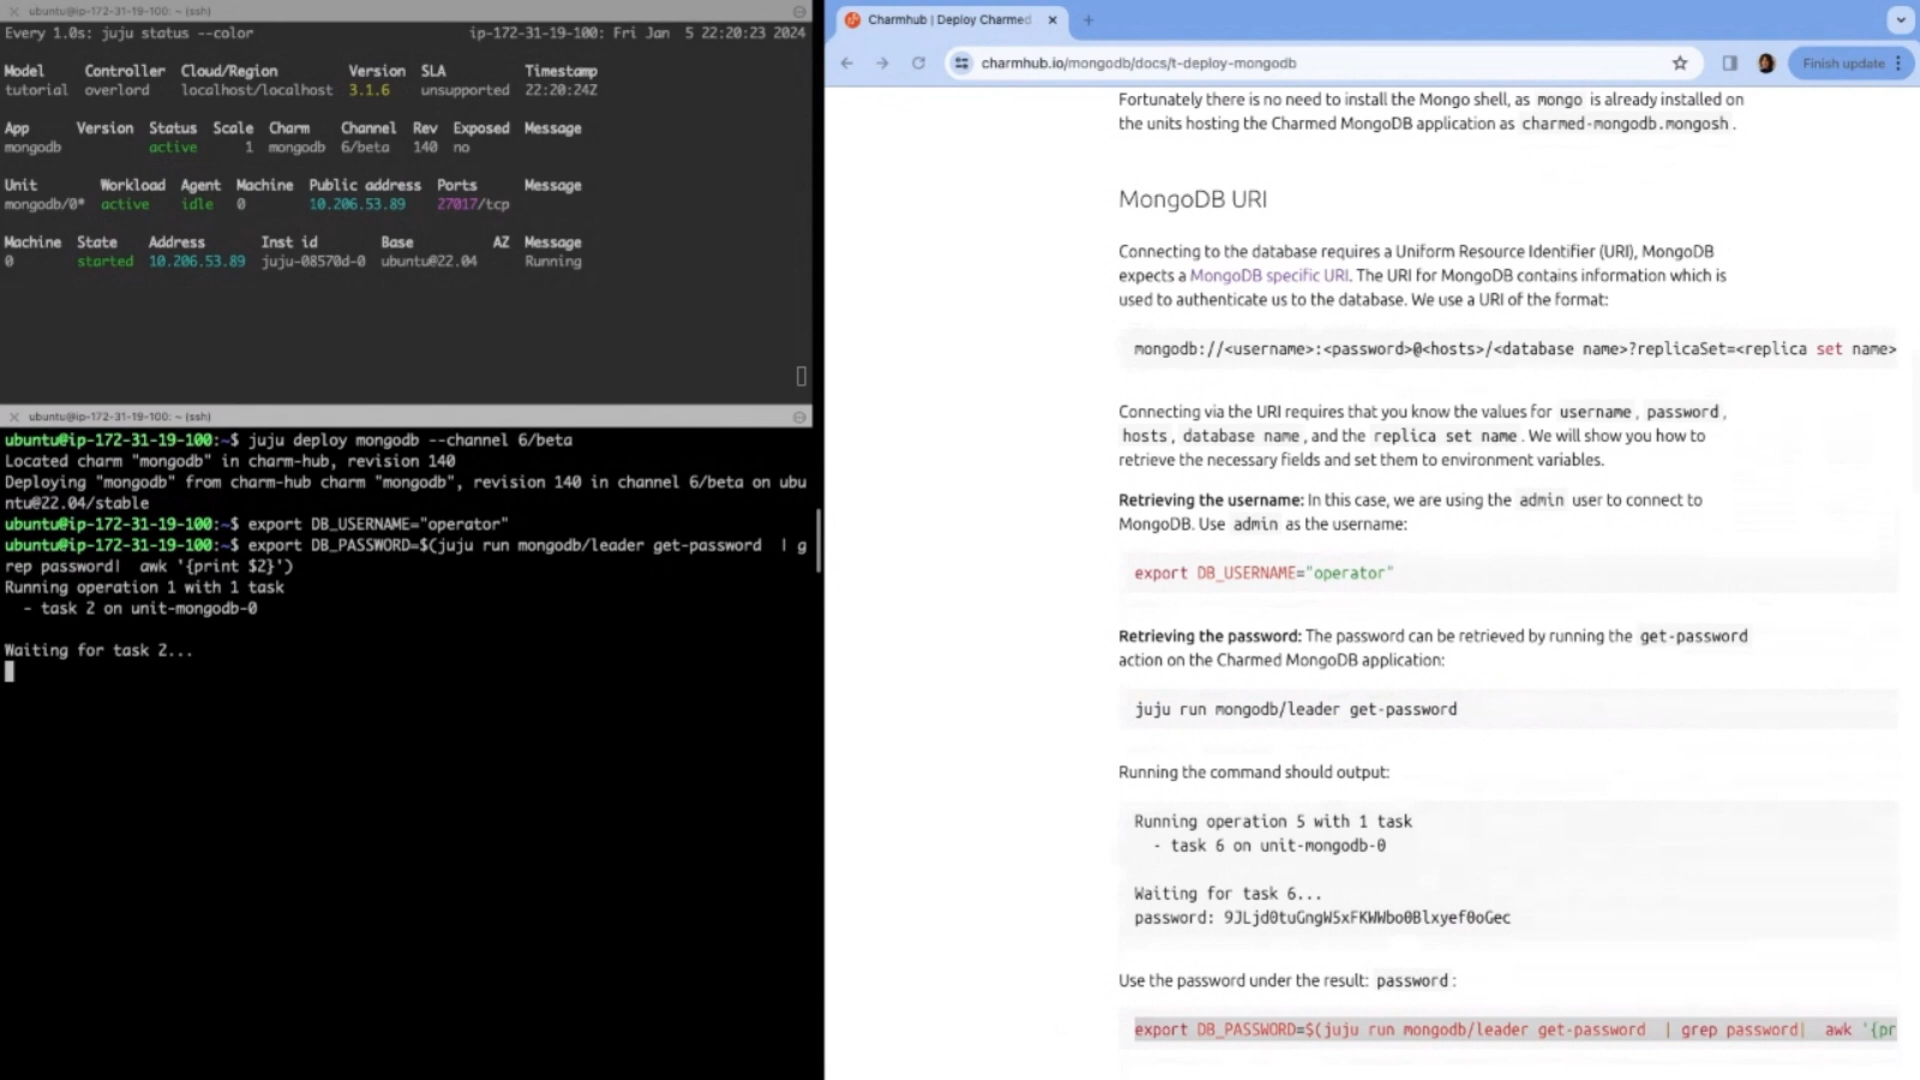 ubuntu@ip-172-31-19-100: ~ (ssh)
Every 1.0s: juju status --color ip-172-31-19-100: Fri Jan 5 22:20:23 2024
Model Controller Cloud/Region Version SLA Timestamp
tutorial overlord localhost/localhost 3.1.6 unsupported 22:20:24Z
App Version Status Scale Charm Channel Rev Exposed Message
mongodb active 1 mongodb 6/beta 140 no
Unit Workload Agent Machine Public address Ports Message
mongodb/0* active idle 0 10.206.53.89 27017/tcp
Machine State Address Inst id Base AZ Message
0 started 10.206.53.89 juju-08570d-0 ubuntu@22.04 Running
ubuntu@ip-172-31-19-100: ~ (ssh)
ubuntu@ip-172-31-19-100:~$ juju deploy mongodb --channel 6/beta
Located charm "mongodb" in charm-hub, revision 140
Deploying "mongodb" from charm-hub charm "mongodb", revision 140 in channel 6/beta on ubu
ntu@22.04/stable
ubuntu@ip-172-31-19-100:~$ export DB_USERNAME="operator"
ubuntu@ip-172-31-19-100:~$ export DB_PASSWORD=$(juju run mongodb/leader get-password | g
rep password| awk '{print $2}')
Running operation 1 with 1 task
- task 2 on unit-mongodb-0
Waiting for task 2...
Charmhub | Deploy Charmed
charmhub.io/mongodb/docs/t-deploy-mongodb
Finish update
Fortunately there is no need to install the Mongo shell, as mongo is already installed on
the units hosting the Charmed MongoDB application as charmed-mongodb.mongosh .
MongoDB URI
Connecting to the database requires a Uniform Resource Identifier (URI), MongoDB
expects a MongoDB specific URI. The URI for MongoDB contains information which is
used to authenticate us to the database. We use a URI of the format:
mongodb://<username>:<password>@<hosts>/<database name>?replicaSet=<replica set name>
Connecting via the URI requires that you know the values for username , password ,
hosts , database name , and the replica set name . We will show you how to
retrieve the necessary fields and set them to environment variables.
Retrieving the username: In this case, we are using the admin user to connect to
MongoDB. Use admin as the username:
export DB_USERNAME="operator"
Retrieving the password: The password can be retrieved by running the get-password
action on the Charmed MongoDB application:
juju run mongodb/leader get-password
Running the command should output:
Running operation 5 with 1 task
- task 6 on unit-mongodb-0
Waiting for task 6...
password: 9JLjd0tuGngW5xFKWWbo0Blxyef0oGec
Use the password under the result: password :
export DB_PASSWORD=$(juju run mongodb/leader get-password | grep password| awk '{pr